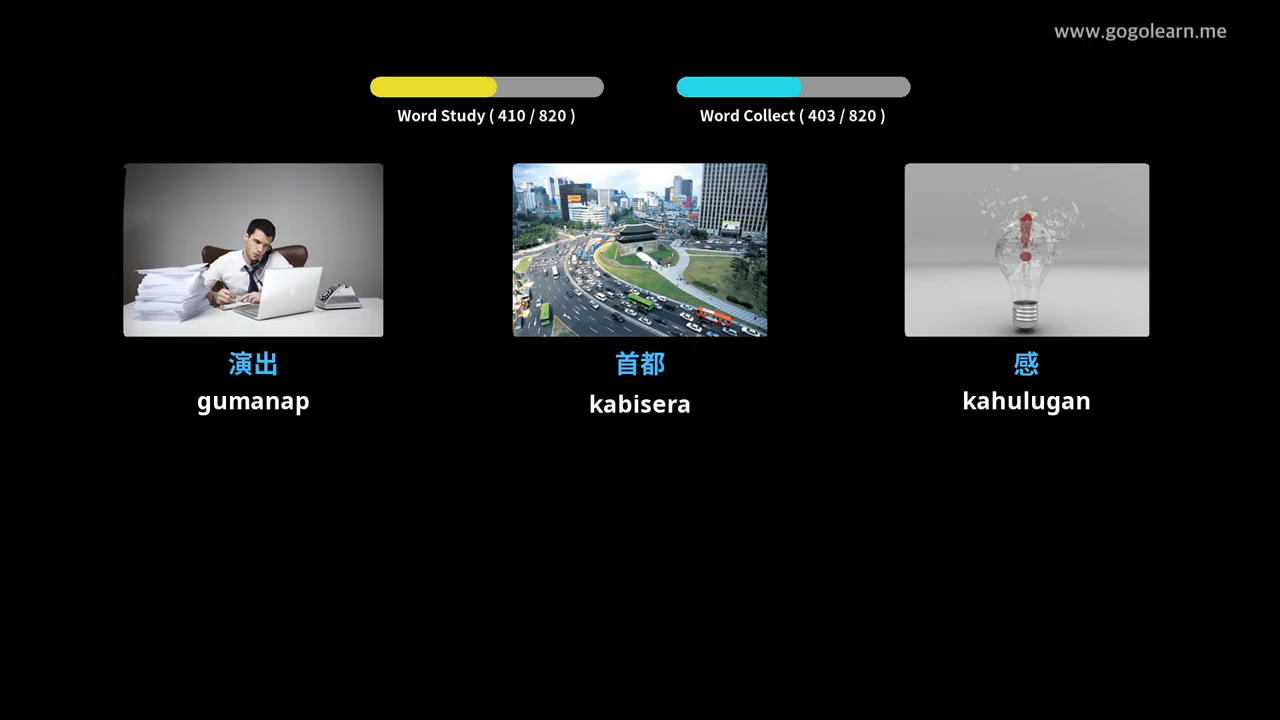 www.gogolearn.me
Word Study ( 410 / 820 )
Word Collect ( 403 / 820 )
演出
首都
感
gumanap
kabisera
kahulugan